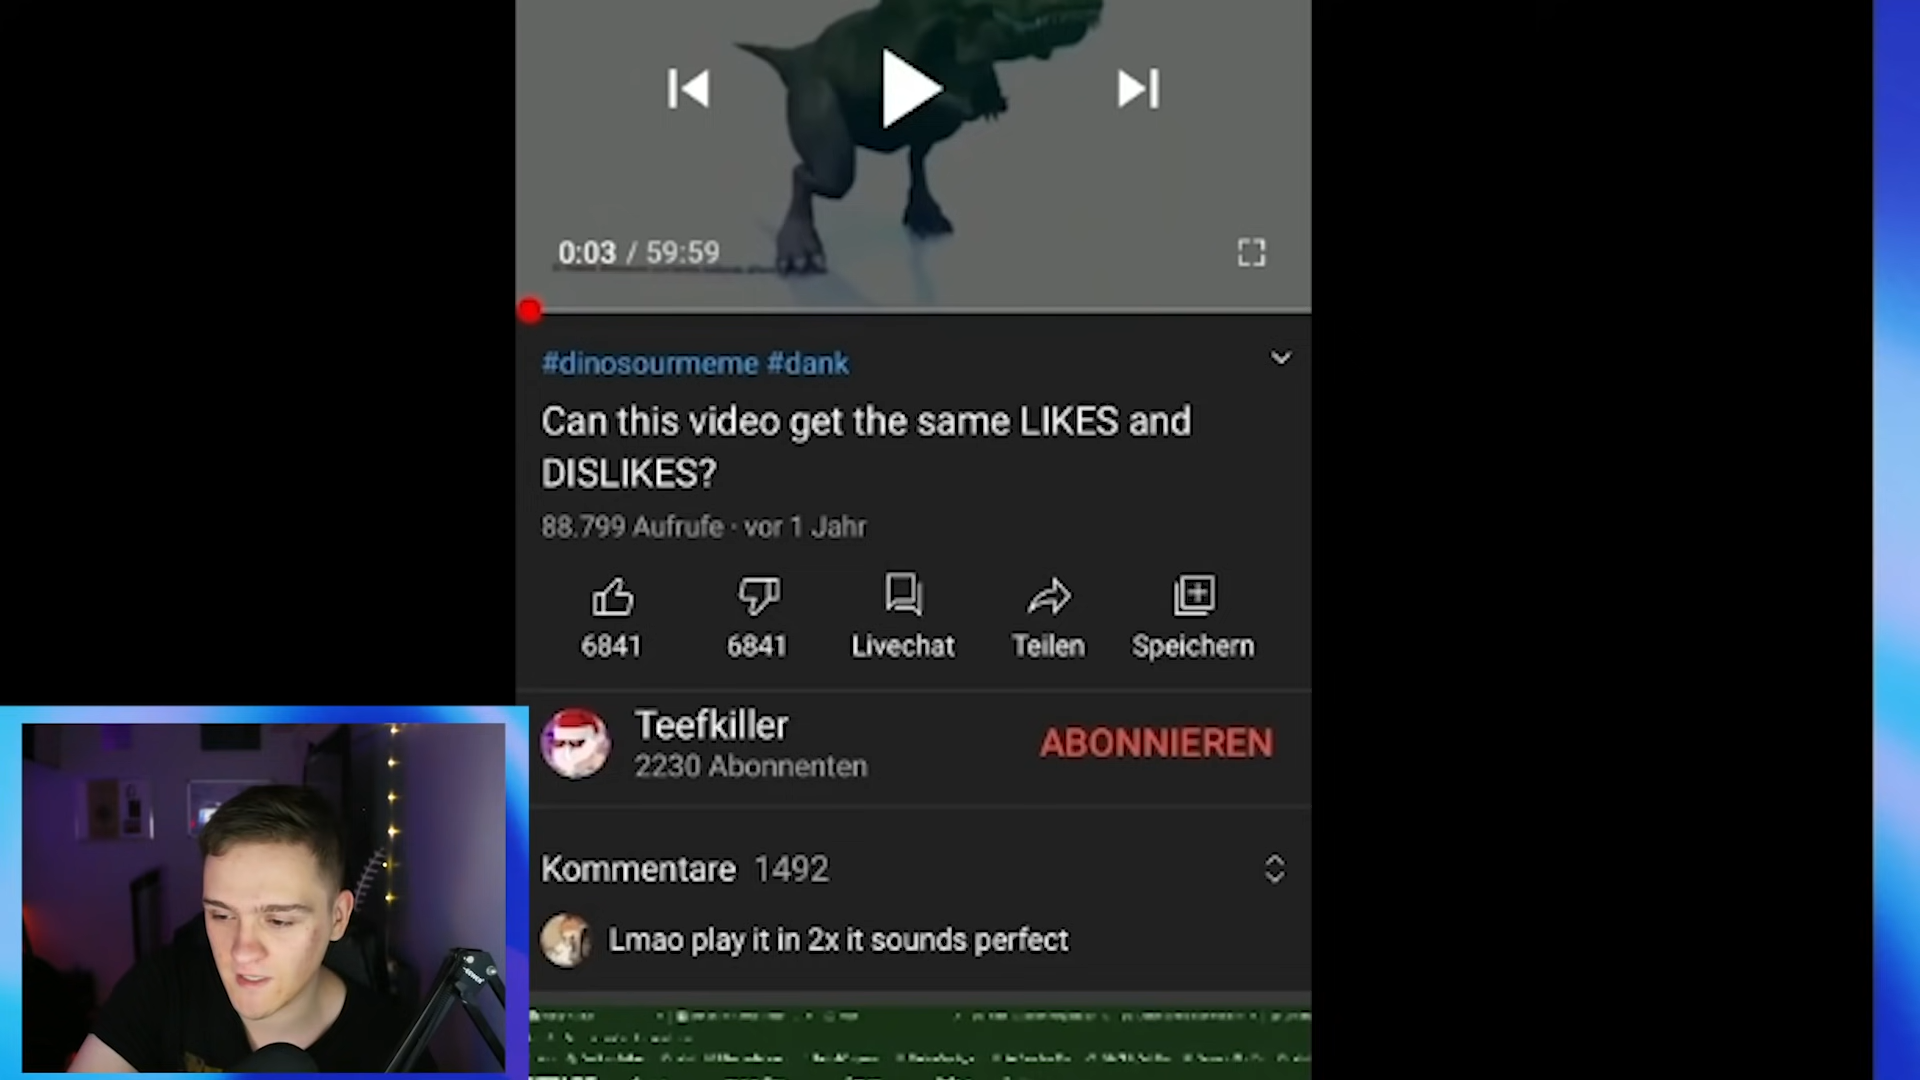 0:03 / 59:59
#dinosourmeme #dank
Can this video get the same LIKES and
DISLIKES?
88.799 Aufrufe · vor 1 Jahr
6841
6841
Livechat
Teilen
Speichern
Teefkiller
2230 Abonnenten
ABONNIEREN
Kommentare 1492
Lmao play it in 2x it sounds perfect